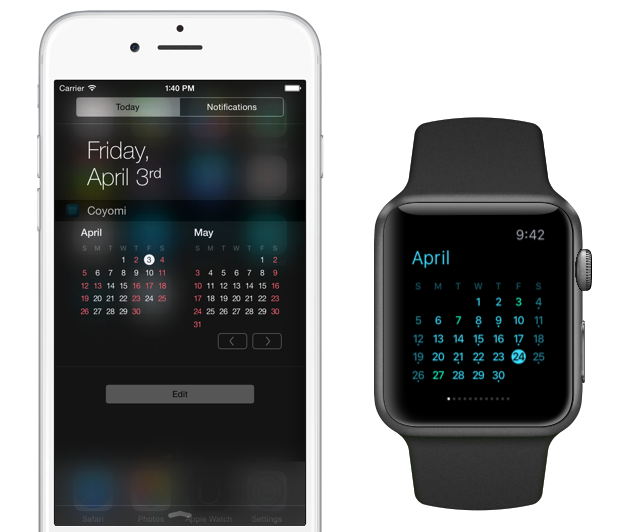 Carrier 1:40 PM
Today Notifications
Friday,
April 3rd
Coyomi
April
S M T W T F S
1 2 3 4
5 6 7 8 9 10 11
12 13 14 15 16 17 18
19 20 21 22 23 24 25
26 27 28 29 30
May
S M T W T F S
1 2
3 4 5 6 7 8 9
10 11 12 13 14 15 16
17 18 19 20 21 22 23
24 25 26 27 28 29 30
31
Edit
Safari Photos Apple Watch Settings
9:42
April
S M T W T F S
1 2 3 4
5 6 7 8 9 10 11
12 13 14 15 16 17 18
19 20 21 22 23 24 25
26 27 28 29 30